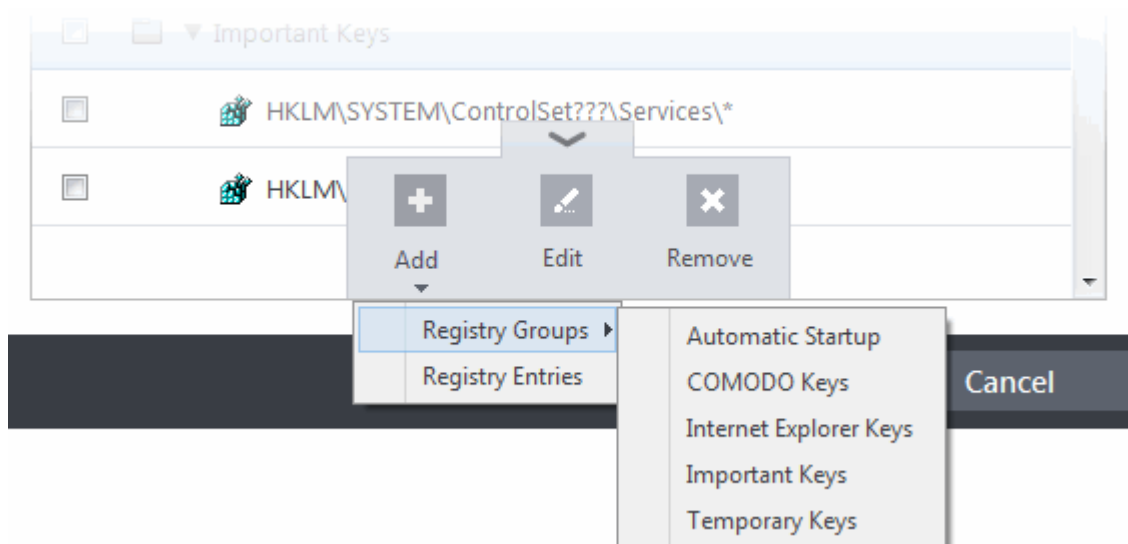 Important Keys
HKLM\SYSTEM\ControlSet???\Services\*
HKLM\
Add
Edit
Remove
Registry Groups
Registry Entries
Automatic Startup
COMODO Keys
Internet Explorer Keys
Important Keys
Temporary Keys
Cancel